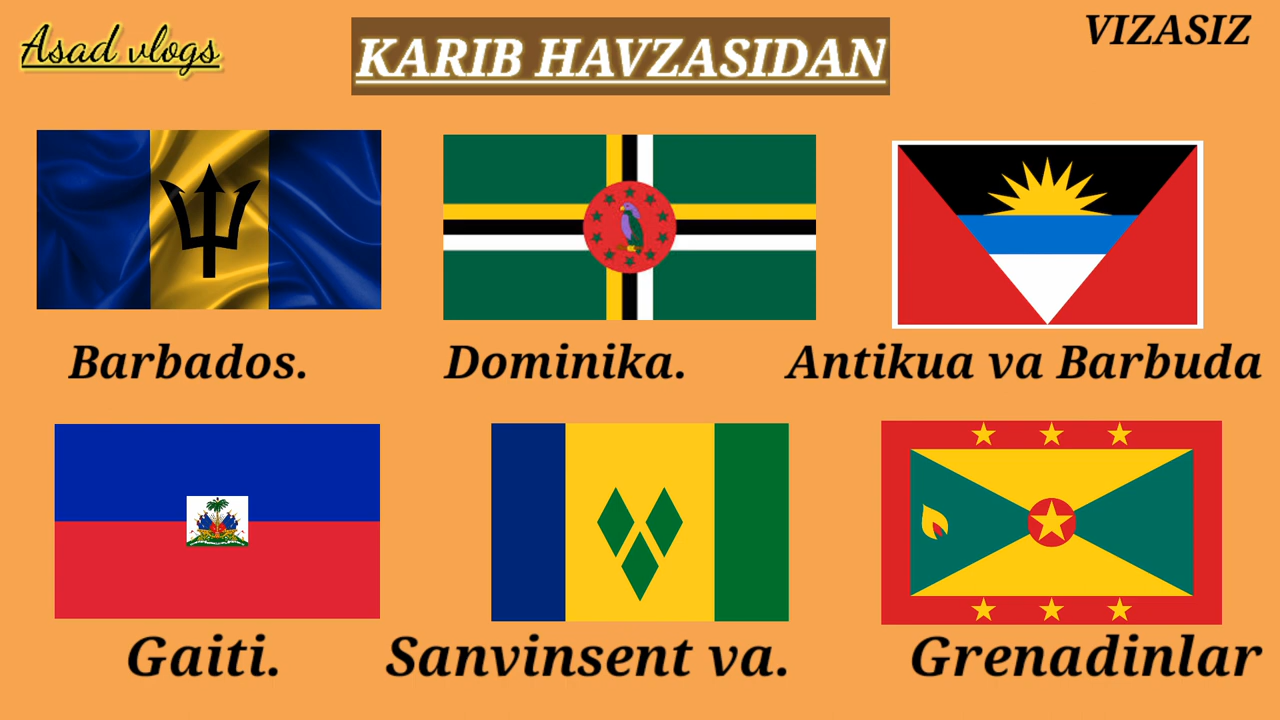 Asad vlogs
KARIB HAVZASIDAN
VIZASIZ
Barbados.
Dominika.
Antikua va Barbuda
Gaiti.
Sanvinsent va.
Grenadinlar